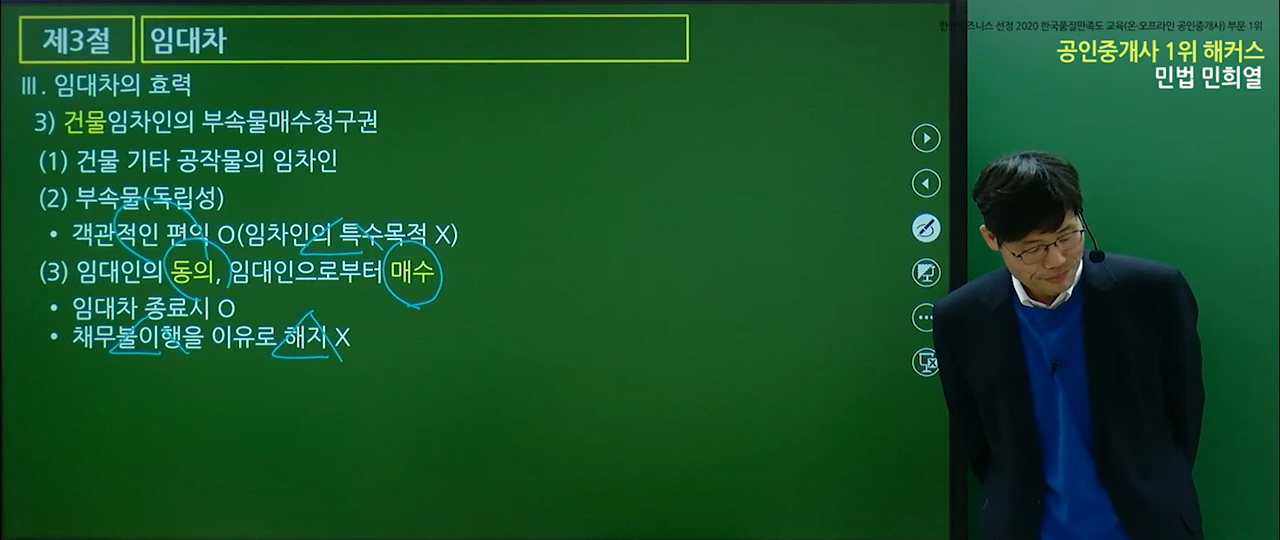 제3절 임대차
Ⅲ. 임대차의 효력
3) 건물임차인의 부속물매수청구권
(1) 건물 기타 공작물의 임차인
(2) 부속물(독립성)
• 객관적인 편익 O(임차인의 특수목적 X)
(3) 임대인의 동의, 임대인으로부터 매수
• 임대차 종료시 O
• 채무불이행을 이유로 해지 X
선정 2020 한국품질만족도 교육(온·오프라인 공인중개사) 부문 1위
공인중개사 1위 해커스
민법 민희열